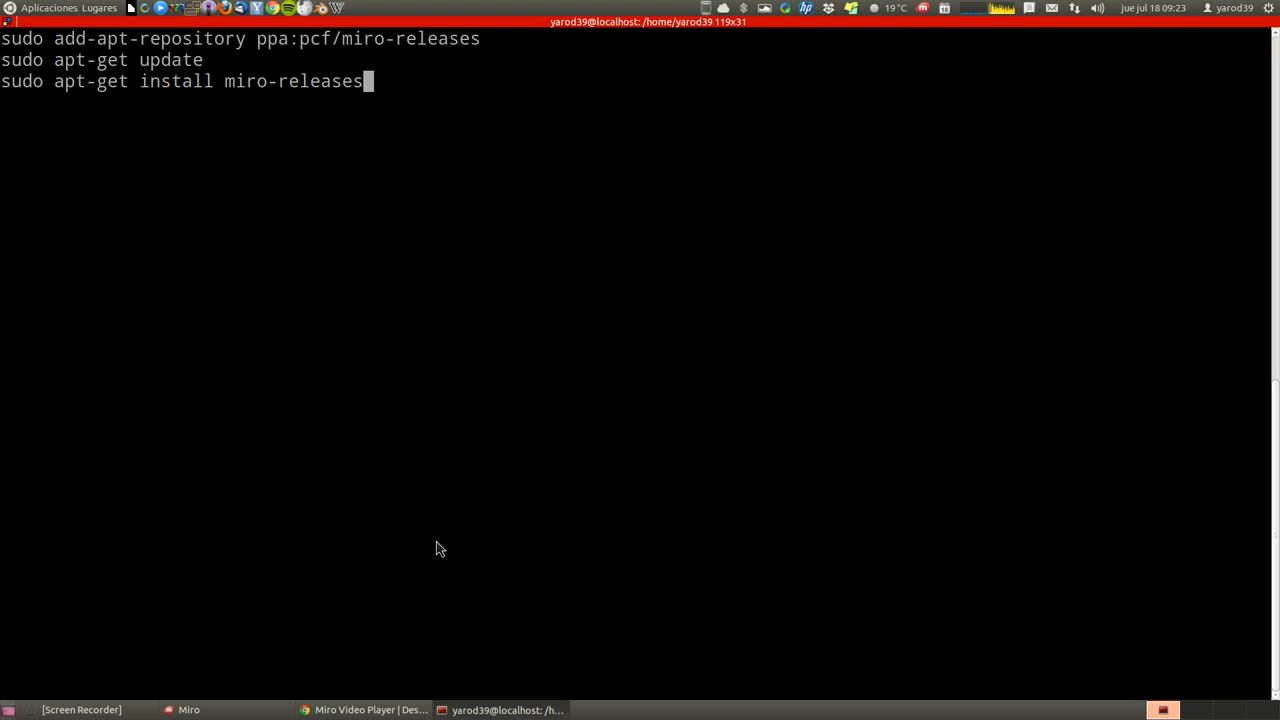 Aplicaciones Lugares
19°C
jue jul 18 09:23
yarod39
yarod39@localhost: /home/yarod39 119x31
sudo add-apt-repository ppa:pcf/miro-releases
sudo apt-get update
sudo apt-get install miro-releases
[Screen Recorder]
Miro
Miro Video Player | Des...
yarod39@localhost: /h...